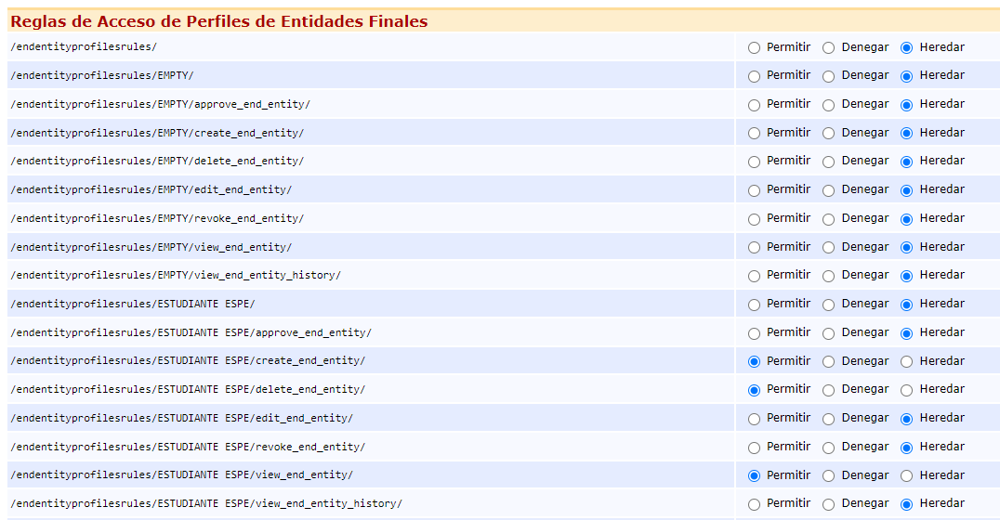 Reglas de Acceso de Perfiles de Entidades Finales
/endentityprofilesrules/ Permitir Denegar Heredar
/endentityprofilesrules/EMPTY/ Permitir Denegar Heredar
/endentityprofilesrules/EMPTY/approve_end_entity/ Permitir Denegar Heredar
/endentityprofilesrules/EMPTY/create_end_entity/ Permitir Denegar Heredar
/endentityprofilesrules/EMPTY/delete_end_entity/ Permitir Denegar Heredar
/endentityprofilesrules/EMPTY/edit_end_entity/ Permitir Denegar Heredar
/endentityprofilesrules/EMPTY/revoke_end_entity/ Permitir Denegar Heredar
/endentityprofilesrules/EMPTY/view_end_entity/ Permitir Denegar Heredar
/endentityprofilesrules/EMPTY/view_end_entity_history/ Permitir Denegar Heredar
/endentityprofilesrules/ESTUDIANTE ESPE/ Permitir Denegar Heredar
/endentityprofilesrules/ESTUDIANTE ESPE/approve_end_entity/ Permitir Denegar Heredar
/endentityprofilesrules/ESTUDIANTE ESPE/create_end_entity/ Permitir Denegar Heredar
/endentityprofilesrules/ESTUDIANTE ESPE/delete_end_entity/ Permitir Denegar Heredar
/endentityprofilesrules/ESTUDIANTE ESPE/edit_end_entity/ Permitir Denegar Heredar
/endentityprofilesrules/ESTUDIANTE ESPE/revoke_end_entity/ Permitir Denegar Heredar
/endentityprofilesrules/ESTUDIANTE ESPE/view_end_entity/ Permitir Denegar Heredar
/endentityprofilesrules/ESTUDIANTE ESPE/view_end_entity_history/ Permitir Denegar Heredar